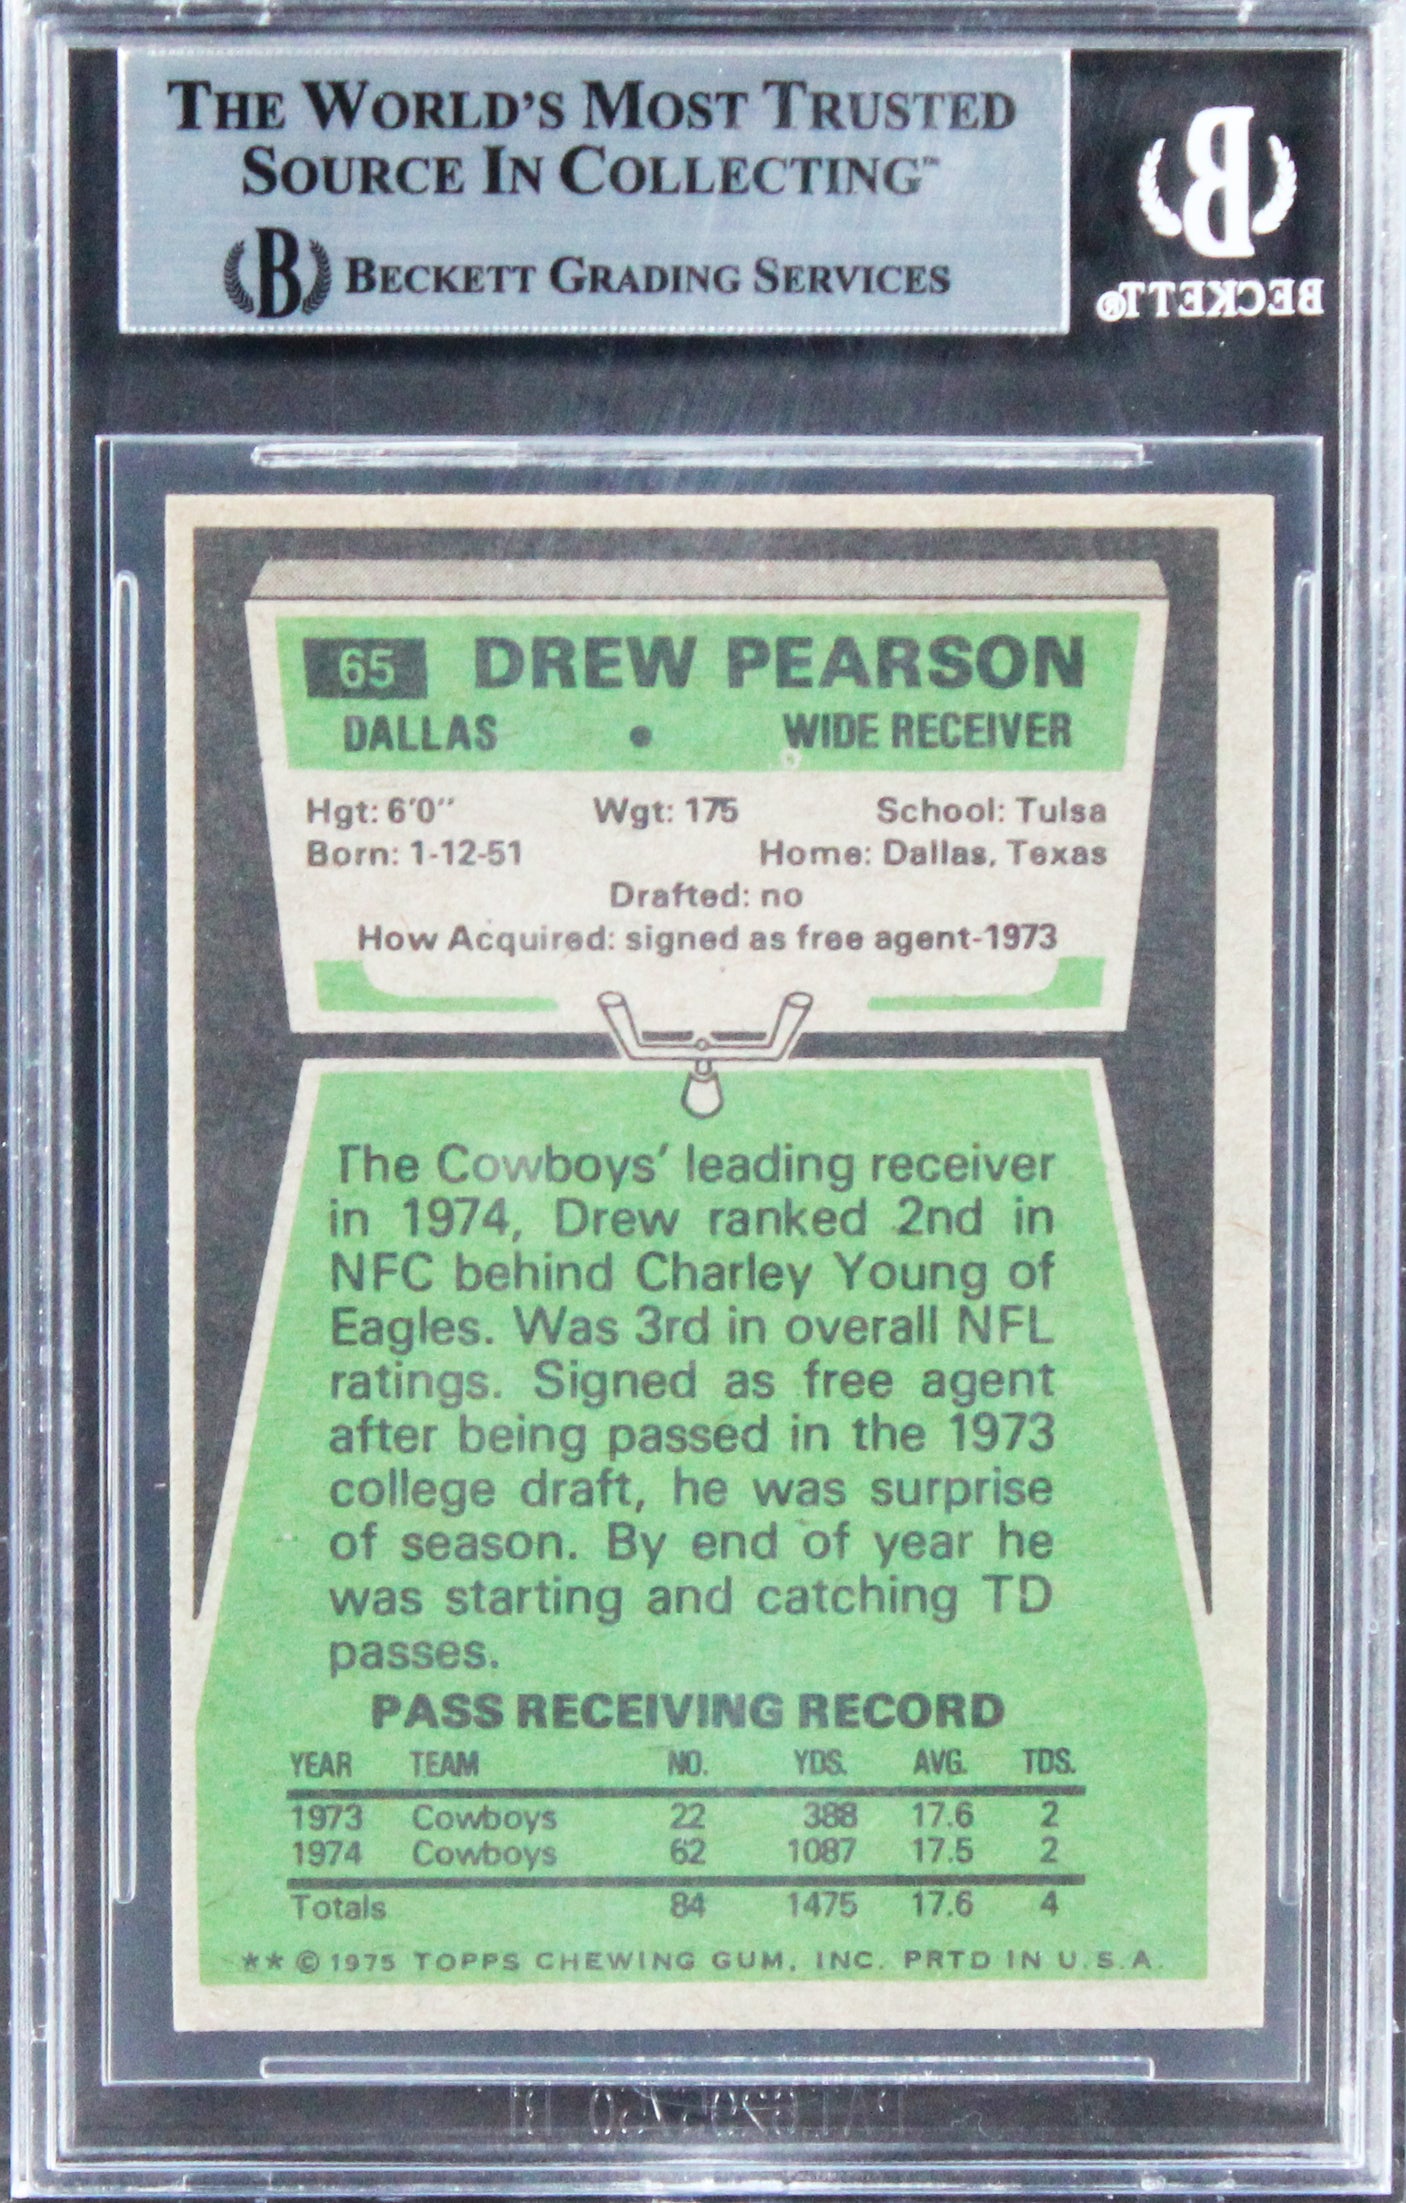 THE WORLD'S MOST TRUSTED
SOURCE IN COLLECTING™
B BECKETT GRADING SERVICES
B
BECKETT®
65 DREW PEARSON
DALLAS • WIDE RECEIVER
Hgt: 6'0" Wgt: 175 School: Tulsa
Born: 1-12-51 Home: Dallas, Texas
Drafted: no
How Acquired: signed as free agent-1973
The Cowboys' leading receiver
in 1974, Drew ranked 2nd in
NFC behind Charley Young of
Eagles. Was 3rd in overall NFL
ratings. Signed as free agent
after being passed in the 1973
college draft, he was surprise
of season. By end of year he
was starting and catching TD
passes.
PASS RECEIVING RECORD
YEAR TEAM NO. YDS. AVG. TDS.
1973 Cowboys 22 388 17.6 2
1974 Cowboys 62 1087 17.5 2
Totals 84 1475 17.6 4
** © 1975 TOPPS CHEWING GUM, INC. PRTD IN U.S.A.